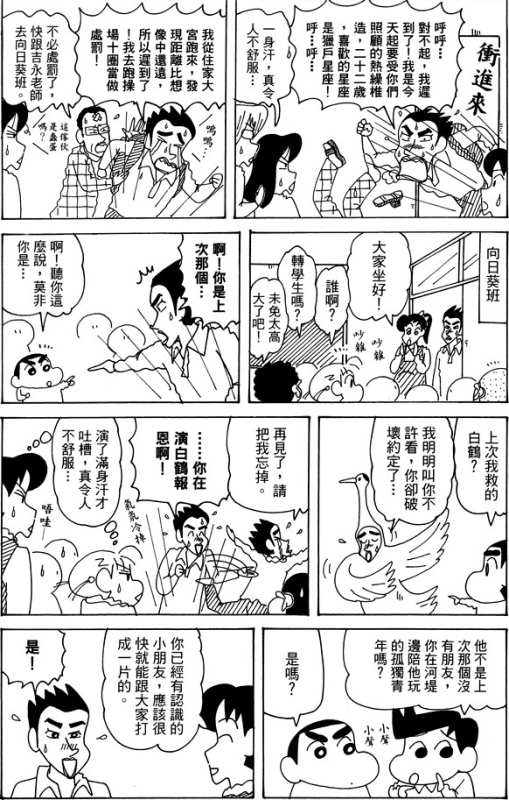 衝進來
呼呼…
對不起，我遲
到了！我是今
天起要受你們
照顧的熱繰椎
造，二十二歲
，喜歡的星座
是獵戶星座！
呼…呼…
一身汗，真令
人不舒服…
我從住家大
宮跑來，發
現距離比想
像中還遠，
所以遲到了
！我去跑操
場十圈當做
處罰！
嗚嗚…
這傢伙
是蠢蛋
嗎？
不必處罰了，
快跟吉永老師
去向日葵班。
向日葵班
大家坐好！
吵雜
吵雜
誰啊？
轉學生嗎？
未免太高
大了吧！
啊！你是上
次那個…
啊！聽你這
麼說，莫非
你是…
上次我救的
白鶴？
我明明叫你不
許看，你卻破
壞約定了…
再見了，請
把我忘掉。
……你在
演白鶴報
恩啊！
演了滿身汗才
吐槽，真令人
不舒服…
他不是上
次那個沒
有朋友，
你在河堤
邊陪他玩
的孤獨青
年嗎？
小聲
小聲
是嗎？
你已經有認識的
小朋友，應該很
快就能跟大家打
成一片的。
是！